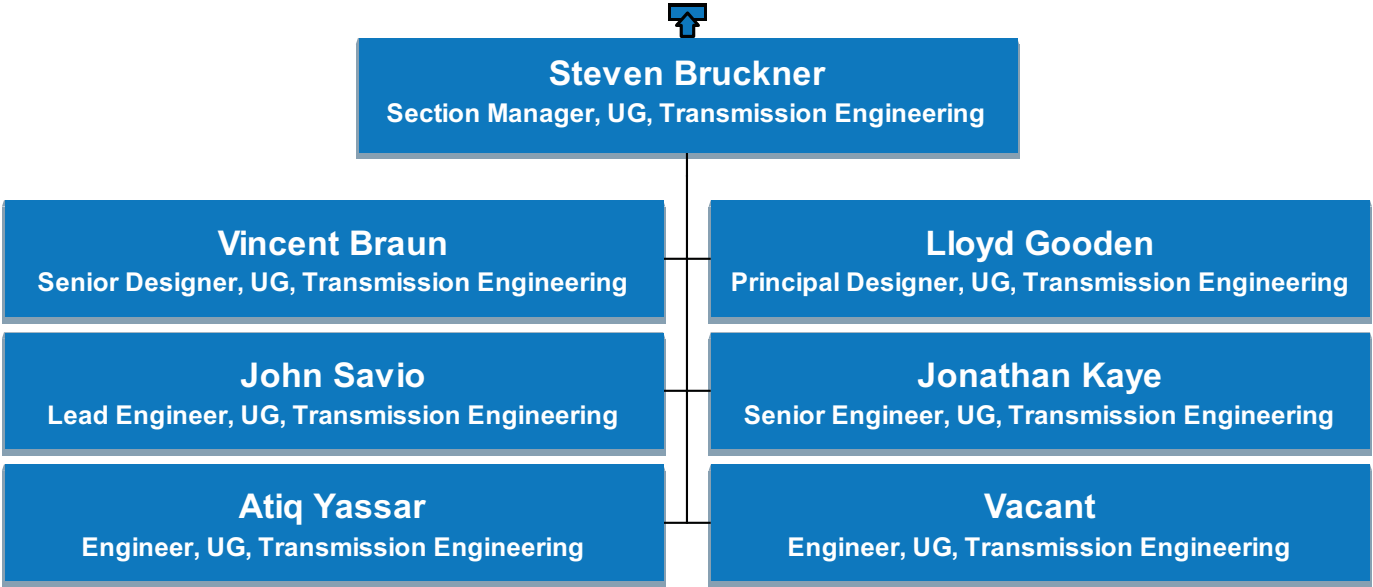 Steven Bruckner
Section Manager, UG, Transmission Engineering
Vincent Braun
Senior Designer, UG, Transmission Engineering
Lloyd Gooden
Principal Designer, UG, Transmission Engineering
John Savio
Lead Engineer, UG, Transmission Engineering
Jonathan Kaye
Senior Engineer, UG, Transmission Engineering
Atiq Yassar
Engineer, UG, Transmission Engineering
Vacant
Engineer, UG, Transmission Engineering